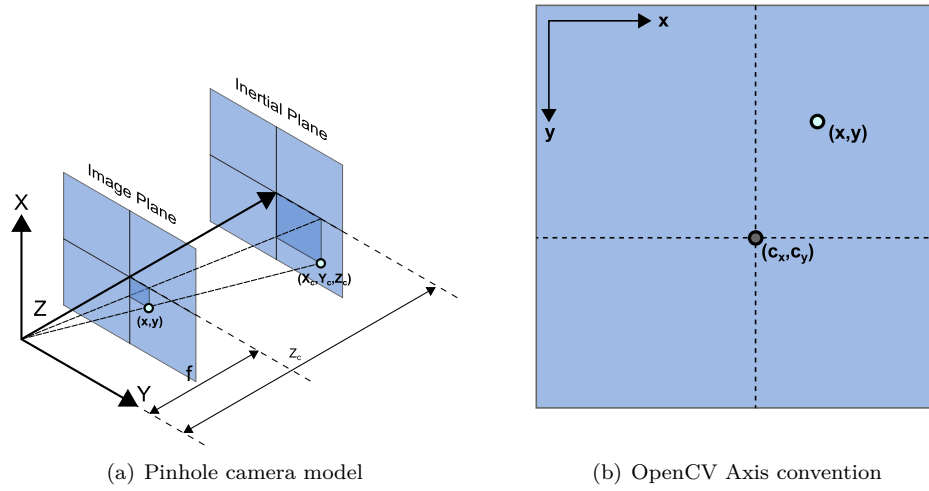 Inertial Plane
Image Plane
X
Z
Y
(x,y)
(X_c,Y_c,Z_c)
f
Z_c
(a) Pinhole camera model
x
y
(x,y)
(c_x,c_y)
(b) OpenCV Axis convention